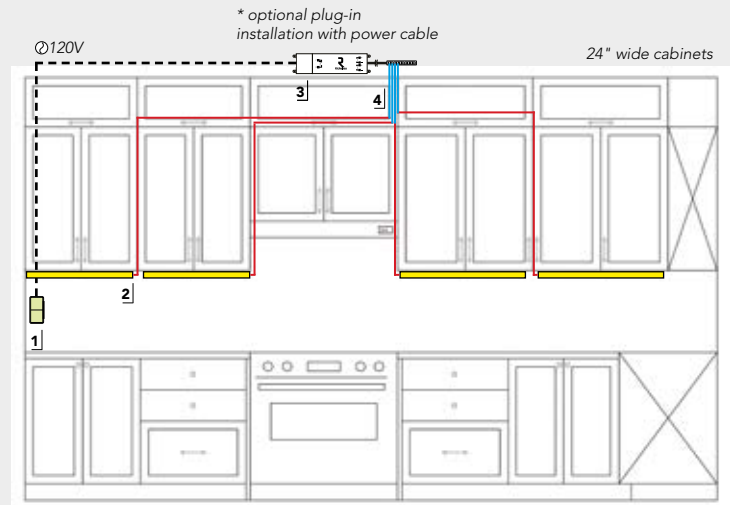 * optional plug-in
installation with power cable
120V
24" wide cabinets
3
4
2
1